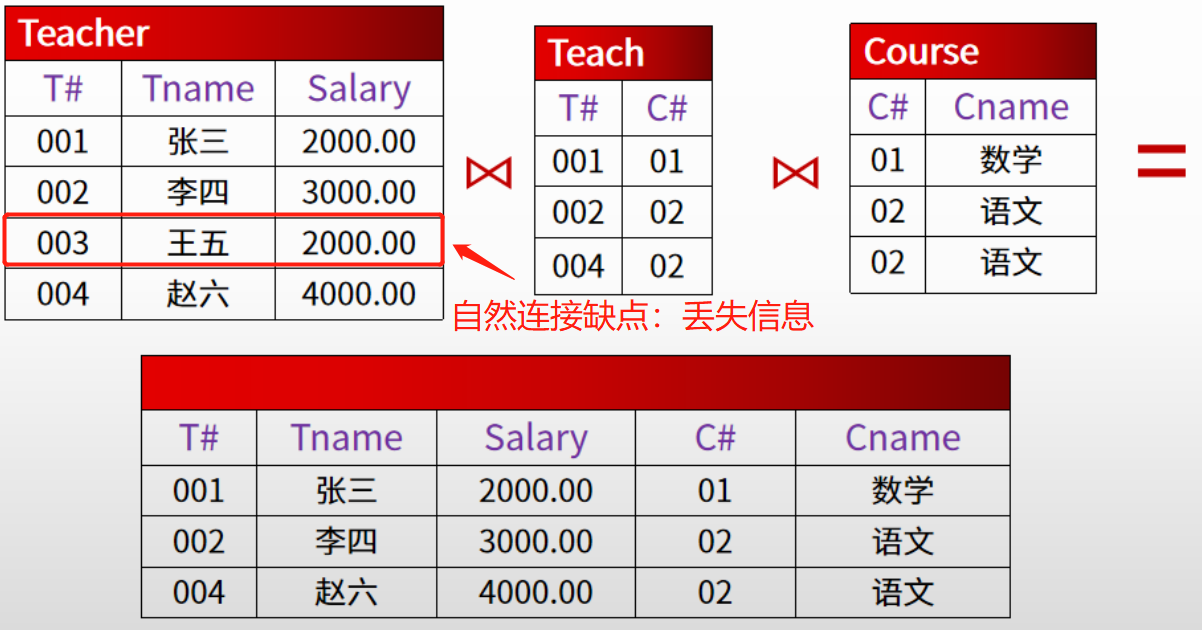 Teacher
T# Tname Salary
001 张三 2000.00
002 李四 3000.00
003 王五 2000.00
004 赵六 4000.00
⋈
Teach
T# C#
001 01
002 02
004 02
⋈
Course
C# Cname
01 数学
02 语文
02 语文
=
自然连接缺点：丢失信息
T# Tname Salary C# Cname
001 张三 2000.00 01 数学
002 李四 3000.00 02 语文
004 赵六 4000.00 02 语文